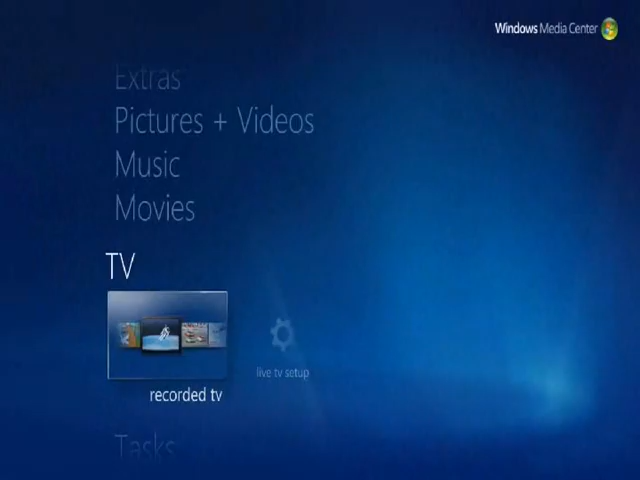 Windows Media Center
Extras
Pictures + Videos
Music
Movies
TV
recorded tv
live tv setup
Tasks